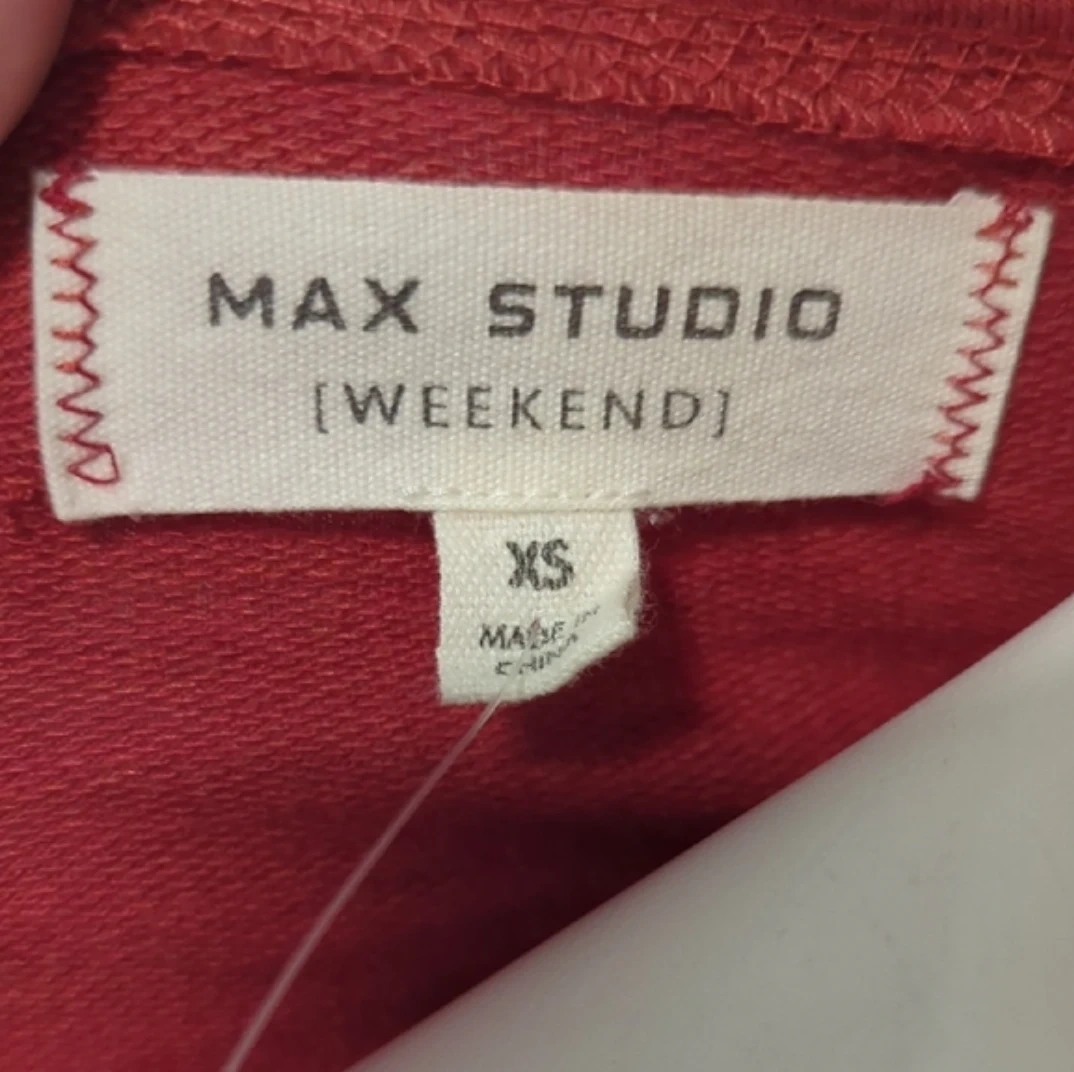 MAX STUDIO
[WEEKEND]
XS
MADE IN
CHINA